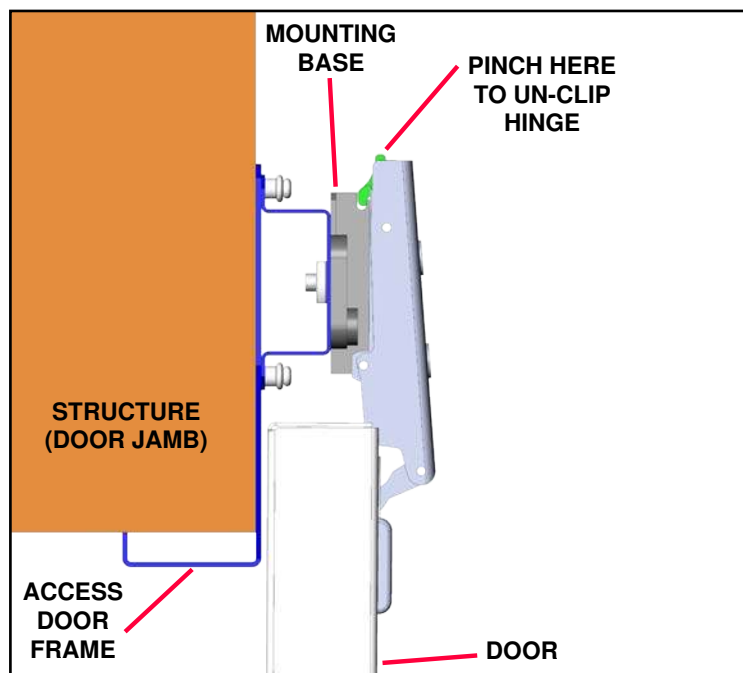 MOUNTING
BASE
PINCH HERE
TO UN-CLIP
HINGE
STRUCTURE
(DOOR JAMB)
ACCESS
DOOR
FRAME
DOOR